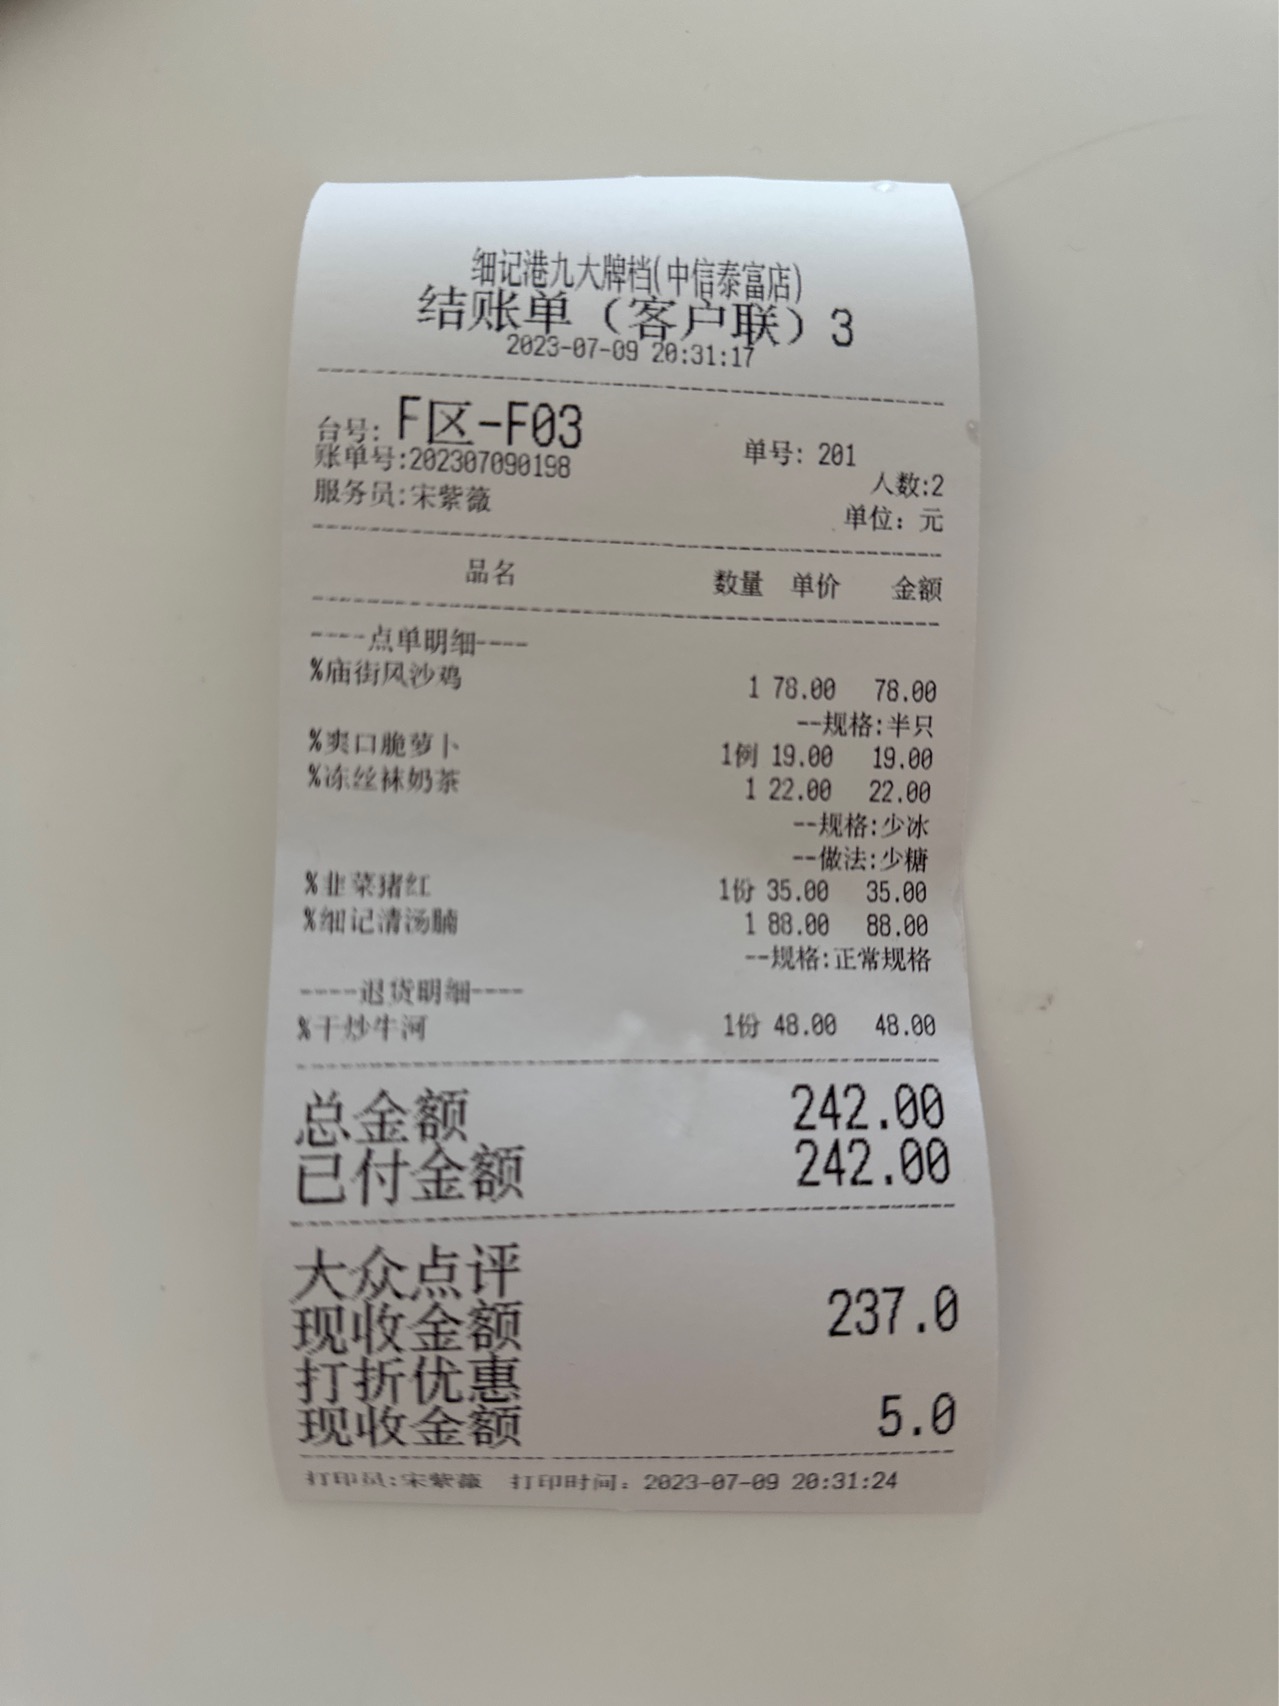 细记港九大牌档(中信泰富店)
结账单（客户联）3
2023-07-09 20:31:17
台号: F区-F03 单号: 201
账单号:202307090198 人数:2
服务员:宋紫薇 单位: 元
品名 数量 单价 金额
----点单明细----
%庙街风沙鸡 1 78.00 78.00
--规格:半只
%爽口脆萝卜 1例 19.00 19.00
%冻丝袜奶茶 1 22.00 22.00
--规格:少冰
--做法:少糖
%韭菜猪红 1份 35.00 35.00
%细记清汤腩 1 88.00 88.00
--规格:正常规格
----退货明细----
%干炒牛河 1份 48.00 48.00
总金额 242.00
已付金额 242.00
大众点评
现收金额 237.0
打折优惠
现收金额 5.0
打印员:宋紫薇 打印时间: 2023-07-09 20:31:24